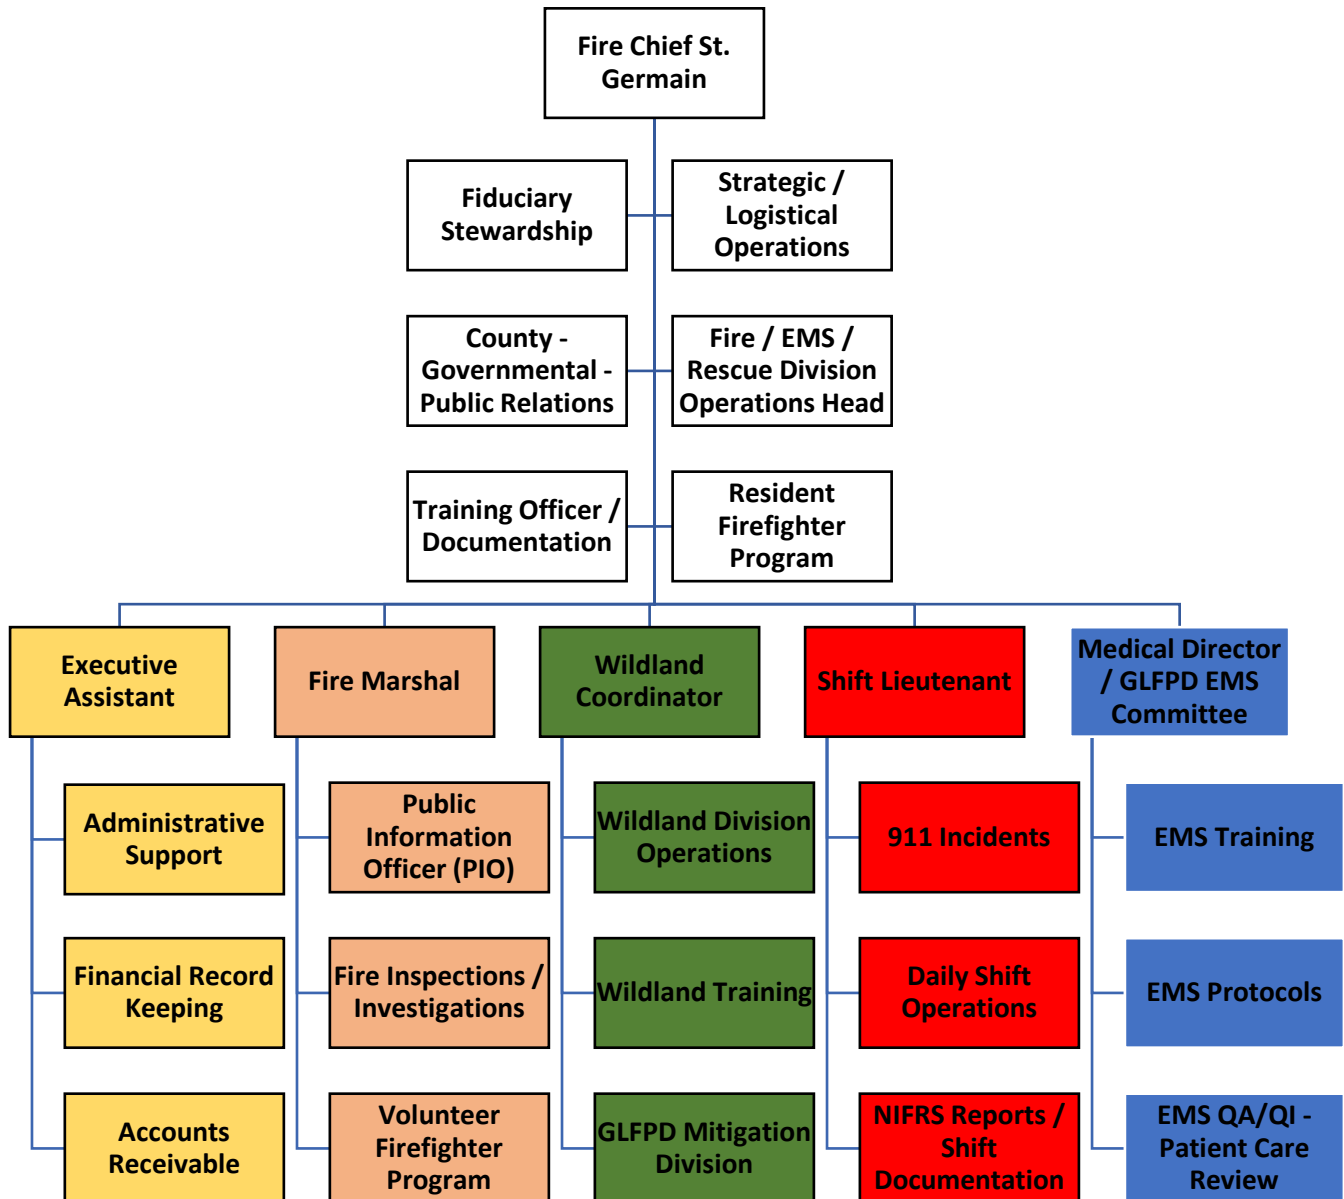 Fire Chief St.
Germain
Fiduciary
Stewardship
Strategic /
Logistical
Operations
County -
Governmental -
Public Relations
Fire / EMS /
Rescue Division
Operations Head
Training Officer /
Documentation
Resident
Firefighter
Program
Executive
Assistant
Fire Marshal
Wildland
Coordinator
Shift Lieutenant
Medical Director
/ GLFPD EMS
Committee
Administrative
Support
Public
Information
Officer (PIO)
Wildland Division
Operations
911 Incidents
EMS Training
Financial Record
Keeping
Fire Inspections /
Investigations
Wildland Training
Daily Shift
Operations
EMS Protocols
Accounts
Receivable
Volunteer
Firefighter
Program
GLFPD Mitigation
Division
NIFRS Reports /
Shift
Documentation
EMS QA/QI -
Patient Care
Review